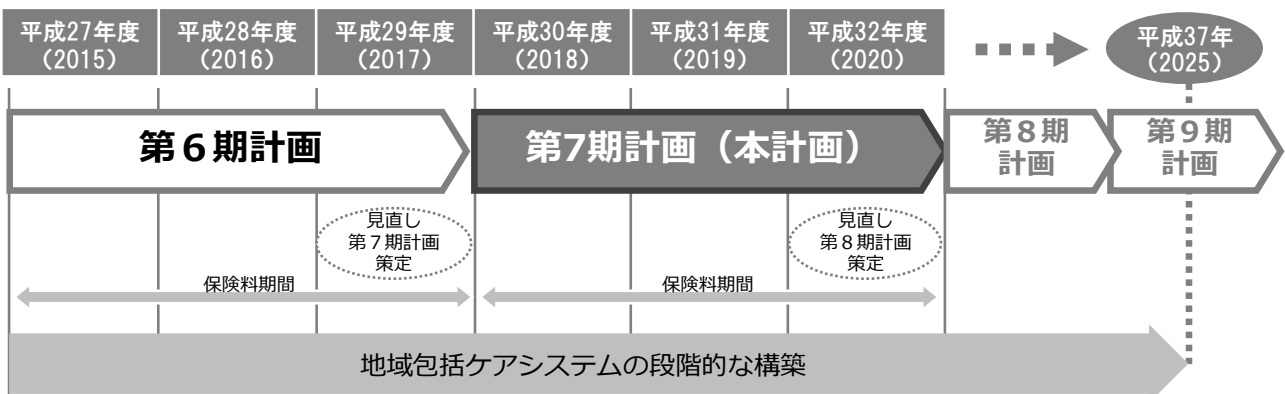 平成27年度
(2015)
平成28年度
(2016)
平成29年度
(2017)
平成30年度
(2018)
平成31年度
(2019)
平成32年度
(2020)
平成37年
(2025)
第６期計画
第7期計画（本計画）
第８期
計画
第９期
計画
見直し
第７期計画
策定
見直し
第８期計画
策定
保険料期間
保険料期間
地域包括ケアシステムの段階的な構築